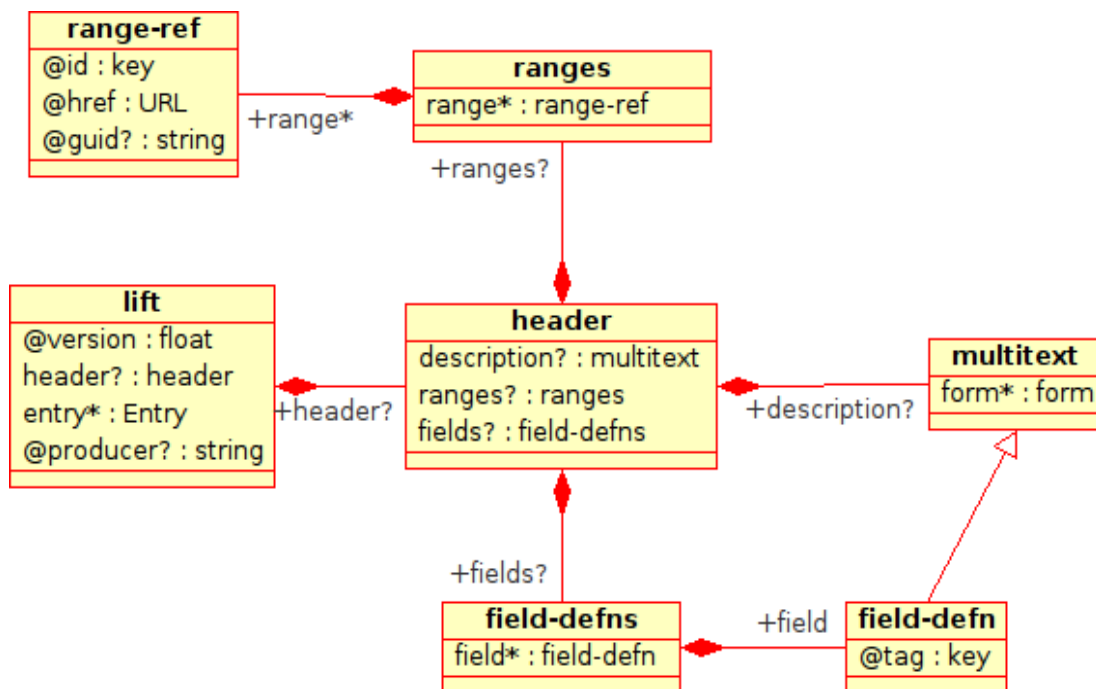 range-ref
@id : key
@href : URL
@guid? : string
+range*
ranges
range* : range-ref
+ranges?
lift
@version : float
header? : header
entry* : Entry
@producer? : string
+header?
header
description? : multitext
ranges? : ranges
fields? : field-defns
+description?
multitext
form* : form
+fields?
field-defns
field* : field-defn
+field
field-defn
@tag : key